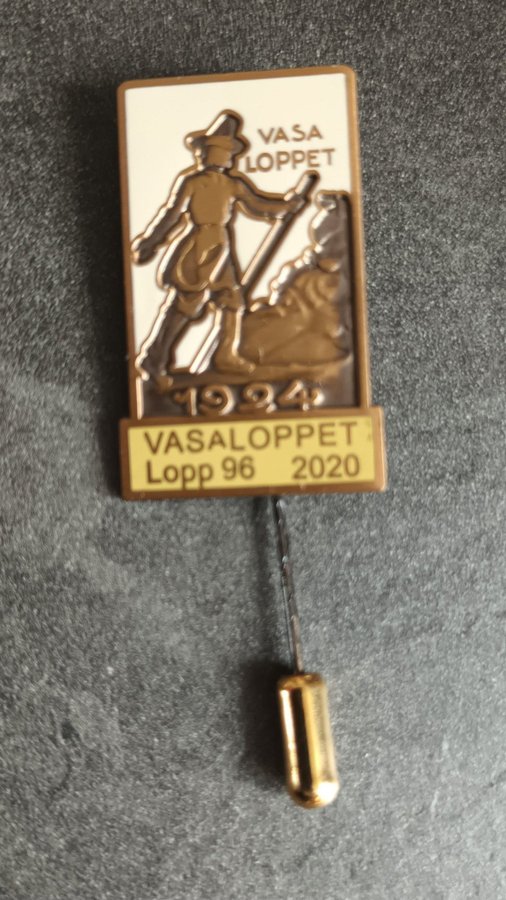 VASA
LOPPET
1924
VASALOPPET
Lopp 96 2020